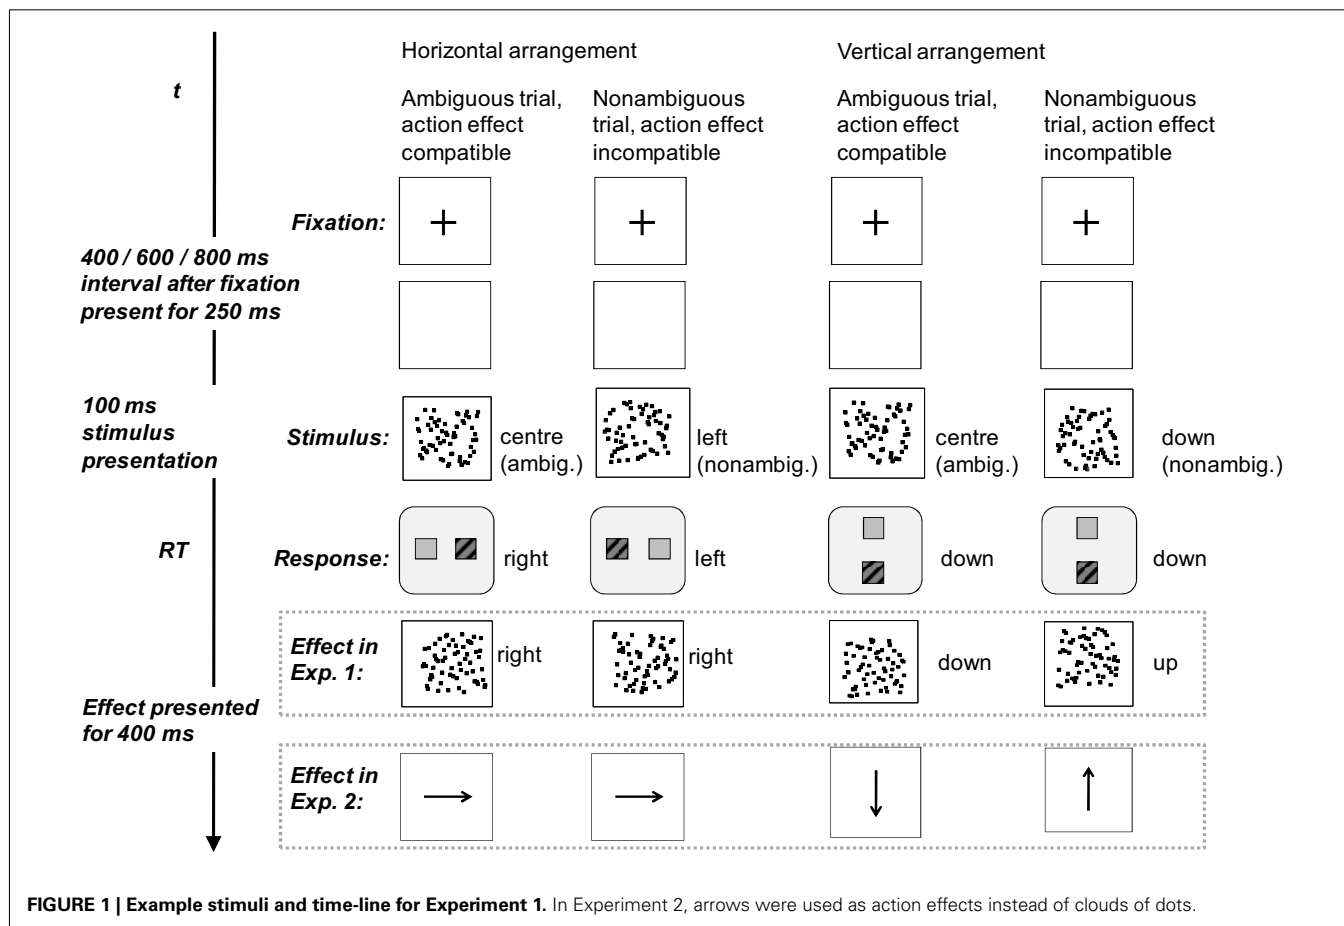 t
Horizontal arrangement
Vertical arrangement
Ambiguous trial,
action effect
compatible
Nonambiguous
trial, action effect
incompatible
Ambiguous trial,
action effect
compatible
Nonambiguous
trial, action effect
incompatible
Fixation:
400 / 600 / 800 ms
interval after fixation
present for 250 ms
100 ms
stimulus
presentation
Stimulus:
centre
(ambig.)
left
(nonambig.)
centre
(ambig.)
down
(nonambig.)
RT
Response:
right
left
down
down
Effect in
Exp. 1:
right
right
down
up
Effect presented
for 400 ms
Effect in
Exp. 2:
FIGURE 1 | Example stimuli and time-line for Experiment 1. In Experiment 2, arrows were used as action effects instead of clouds of dots.